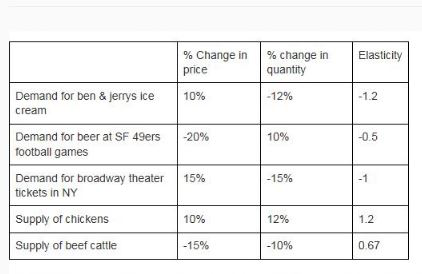 % Change in price
% change in quantity
Elasticity
Demand for ben & jerrys ice cream
10%
-12%
-1.2
Demand for beer at SF 49ers football games
-20%
10%
-0.5
Demand for broadway theater tickets in NY
15%
-15%
-1
Supply of chickens
10%
12%
1.2
Supply of beef cattle
-15%
-10%
0.67